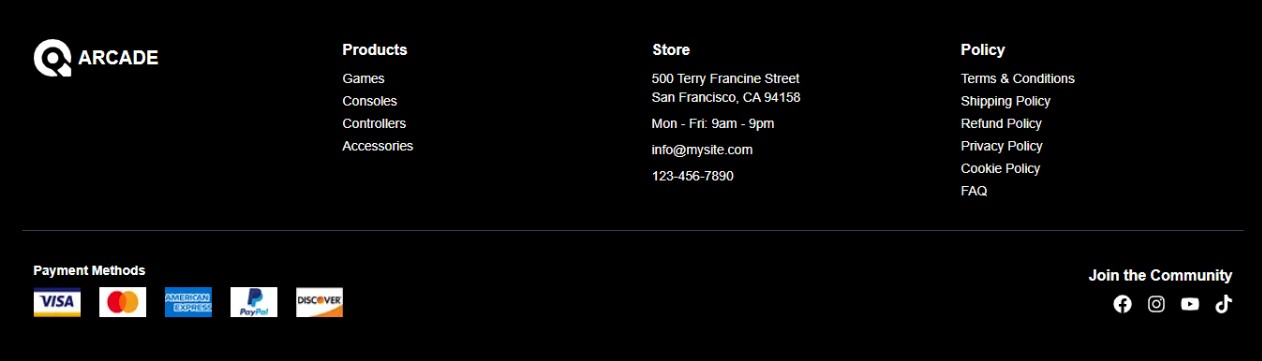 ARCADE
Products
Games
Consoles
Controllers
Accessories
Store
500 Terry Francine Street
San Francisco, CA 94158
Mon - Fri: 9am - 9pm
info@mysite.com
123-456-7890
Policy
Terms & Conditions
Shipping Policy
Refund Policy
Privacy Policy
Cookie Policy
FAQ
Payment Methods
VISA
AMERICAN
EXPRESS
PayPal
DISCOVER
Join the Community